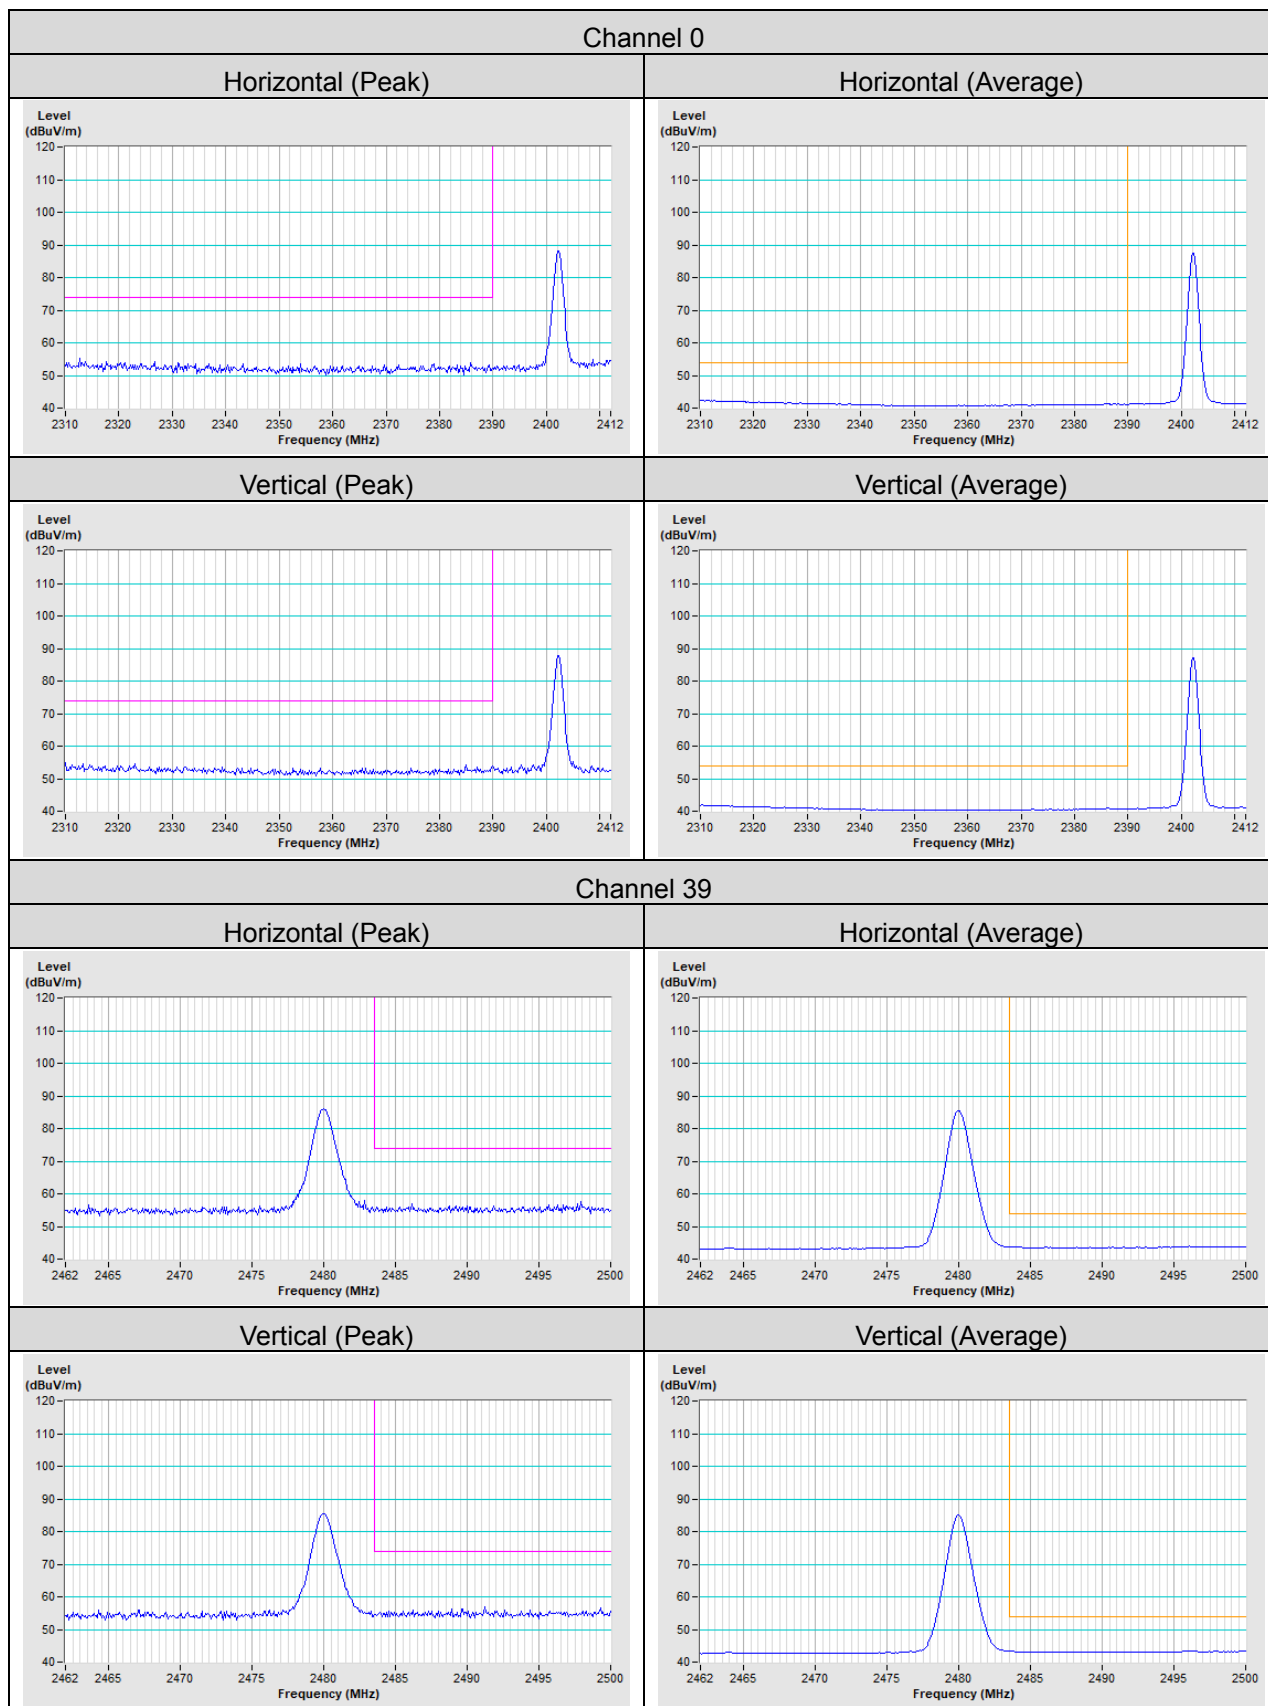 Channel 0
Horizontal (Peak)
Horizontal (Average)
Level
(dBuV/m)
120
110
100
90
80
70
60
50
40
2310 2320 2330 2340 2350 2360 2370 2380 2390 2400 2412
Frequency (MHz)
Level
(dBuV/m)
120
110
100
90
80
70
60
50
40
2310 2320 2330 2340 2350 2360 2370 2380 2390 2400 2412
Frequency (MHz)
Vertical (Peak)
Vertical (Average)
Level
(dBuV/m)
120
110
100
90
80
70
60
50
40
2310 2320 2330 2340 2350 2360 2370 2380 2390 2400 2412
Frequency (MHz)
Level
(dBuV/m)
120
110
100
90
80
70
60
50
40
2310 2320 2330 2340 2350 2360 2370 2380 2390 2400 2412
Frequency (MHz)
Channel 39
Horizontal (Peak)
Horizontal (Average)
Level
(dBuV/m)
120
110
100
90
80
70
60
50
40
2462 2465 2470 2475 2480 2485 2490 2495 2500
Frequency (MHz)
Level
(dBuV/m)
120
110
100
90
80
70
60
50
40
2462 2465 2470 2475 2480 2485 2490 2495 2500
Frequency (MHz)
Vertical (Peak)
Vertical (Average)
Level
(dBuV/m)
120
110
100
90
80
70
60
50
40
2462 2465 2470 2475 2480 2485 2490 2495 2500
Frequency (MHz)
Level
(dBuV/m)
120
110
100
90
80
70
60
50
40
2462 2465 2470 2475 2480 2485 2490 2495 2500
Frequency (MHz)